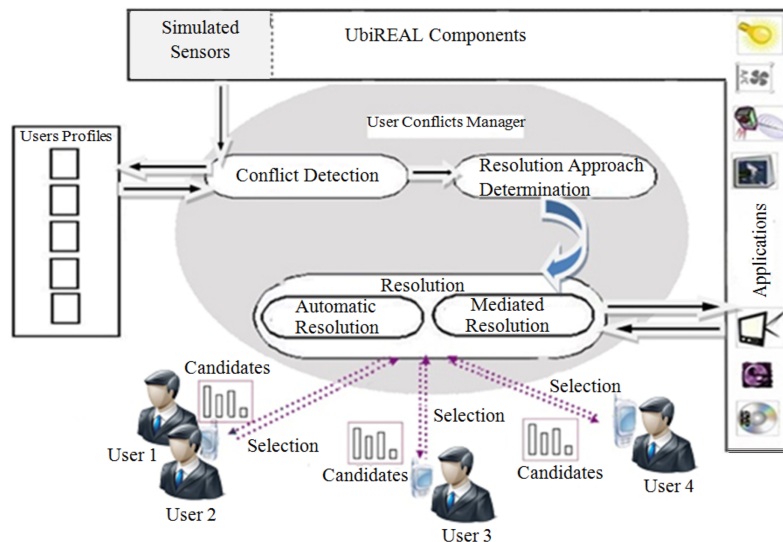 Simulated
Sensors
UbiREAL Components
Users Profiles
User Conflicts Manager
Conflict Detection
Resolution Approach
Determination
Resolution
Automatic
Resolution
Mediated
Resolution
Applications
Candidates
Selection
User 1
User 2
Selection
Candidates
User 3
Selection
Candidates
User 4